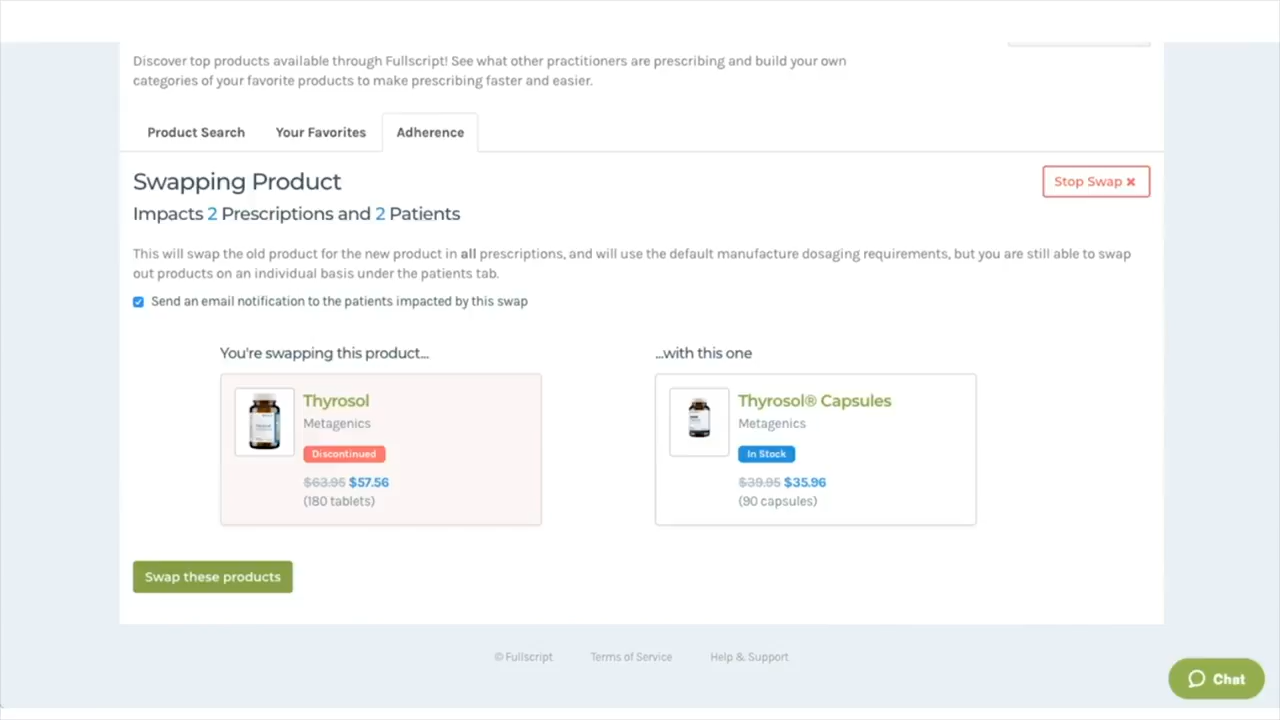 Discover top products available through Fullscript! See what other practitioners are prescribing and build your own
categories of your favorite products to make prescribing faster and easier.
Product Search
Your Favorites
Adherence
Swapping Product
Stop Swap ✖
Impacts 2 Prescriptions and 2 Patients
This will swap the old product for the new product in all prescriptions, and will use the default manufacture dosaging requirements, but you are still able to swap
out products on an individual basis under the patients tab.
Send an email notification to the patients impacted by this swap
You're swapping this product...
Thyrosol
Metagenics
Discontinued
$63.95 $57.56
(180 tablets)
...with this one
Thyrosol® Capsules
Metagenics
In Stock
$39.95 $35.96
(90 capsules)
Swap these products
© Fullscript
Terms of Service
Help & Support
Chat